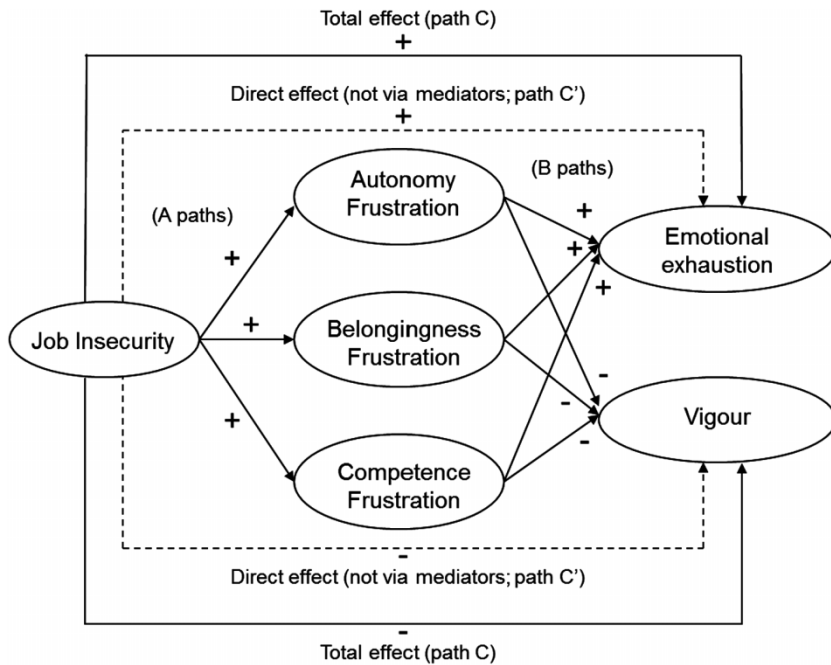 Total effect (path C)
+
Direct effect (not via mediators; path C’)
+
Autonomy
Frustration
(B paths)
(A paths)
+
+
+
+
Emotional
exhaustion
+
Job Insecurity
+
Belongingness
Frustration
-
-
-
Vigour
+
Competence
Frustration
-
Direct effect (not via mediators; path C’)
-
Total effect (path C)